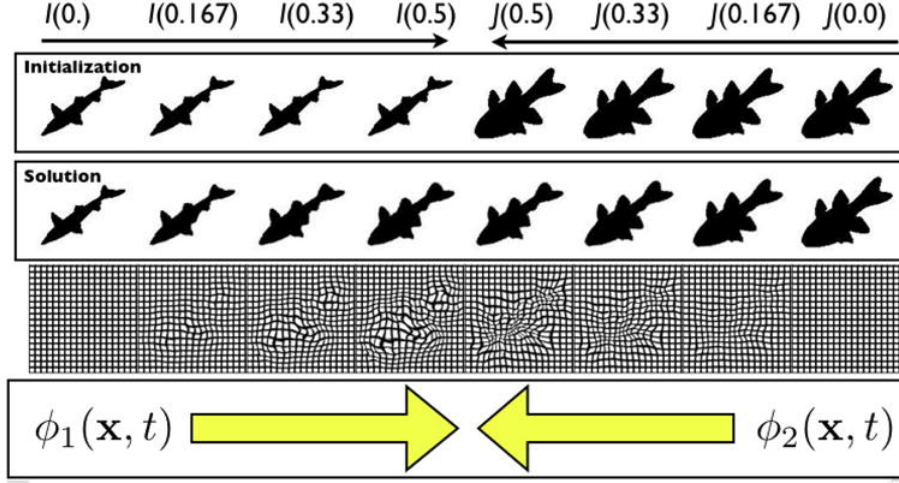 I(0.) I(0.167) I(0.33) I(0.5) J(0.5) J(0.33) J(0.167) J(0.0)
Initialization
Solution
ϕ₁(x, t) ϕ₂(x, t)